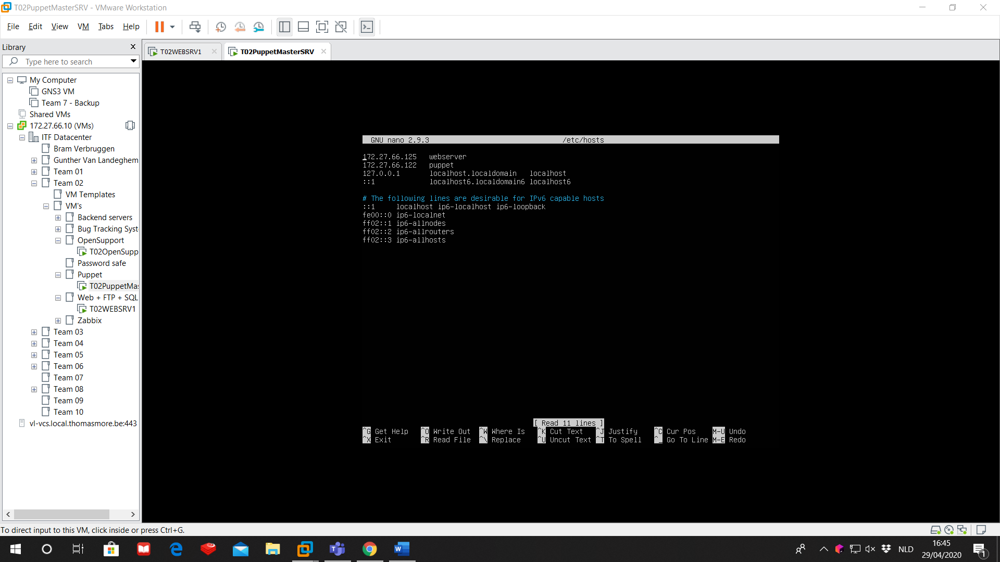 T02PuppetMasterSRV - VMware Workstation
File Edit View VM Tabs Help
Library
Type here to search
My Computer
GNS3 VM
Team 7 - Backup
Shared VMs
172.27.66.10 (VMs)
ITF Datacenter
Bram Verbruggen
Gunther Van Landeghem
Team 01
Team 02
VM Templates
VM's
Backend servers
Bug Tracking Syst
OpenSupport
T02OpenSupp
Password safe
Puppet
T02PuppetMas
Web + FTP + SQL
T02WEBSRV1
Zabbix
Team 03
Team 04
Team 05
Team 06
Team 07
Team 08
Team 09
Team 10
vl-vcs.local.thomasmore.be:443
T02WEBSRV1 T02PuppetMasterSRV
GNU nano 2.9.3 /etc/hosts
172.27.66.125 webserver
172.27.66.122 puppet
127.0.0.1 localhost.localdomain localhost
::1 localhost6.localdomain6 localhost6
# The following lines are desirable for IPv6 capable hosts
::1 localhost ip6-localhost ip6-loopback
fe00::0 ip6-localnet
ff02::1 ip6-allnodes
ff02::2 ip6-allrouters
ff02::3 ip6-allhosts
[ Read 11 lines ]
^G Get Help ^O Write Out ^W Where Is ^K Cut Text ^J Justify ^C Cur Pos M-U Undo
^X Exit ^R Read File ^\ Replace ^U Uncut Text ^T To Spell ^_ Go To Line M-E Redo
To direct input to this VM, click inside or press Ctrl+G.
NLD
16:45
29/04/2020
1